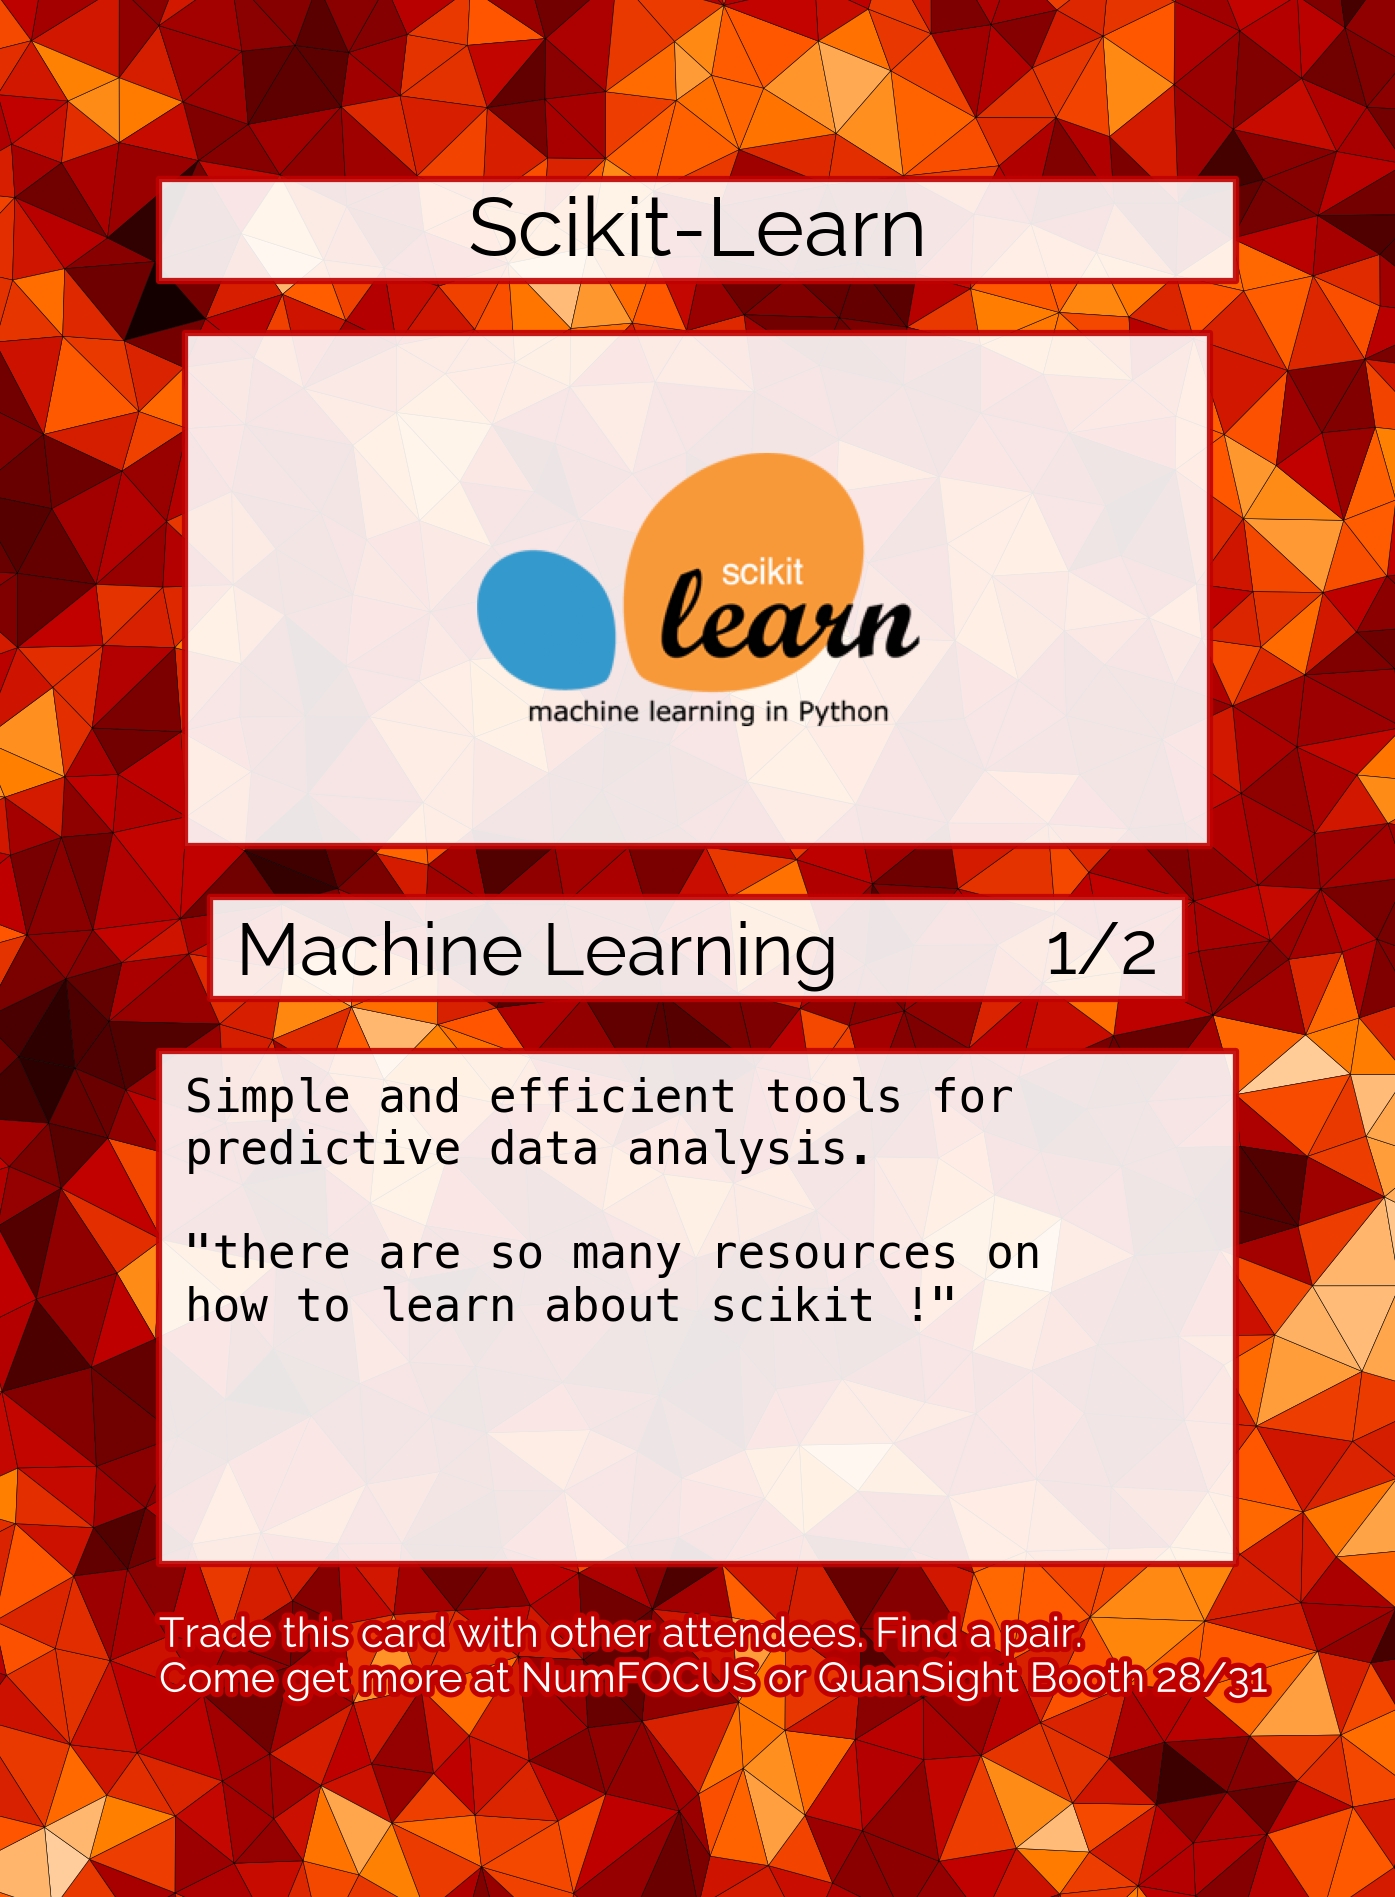 Scikit-Learn
scikit
learn
machine learning in Python
Machine Learning 1/2
Simple and efficient tools for
predictive data analysis.
"there are so many resources on
how to learn about scikit !"
Trade this card with other attendees. Find a pair.
Come get more at NumFOCUS or QuanSight Booth 28/31